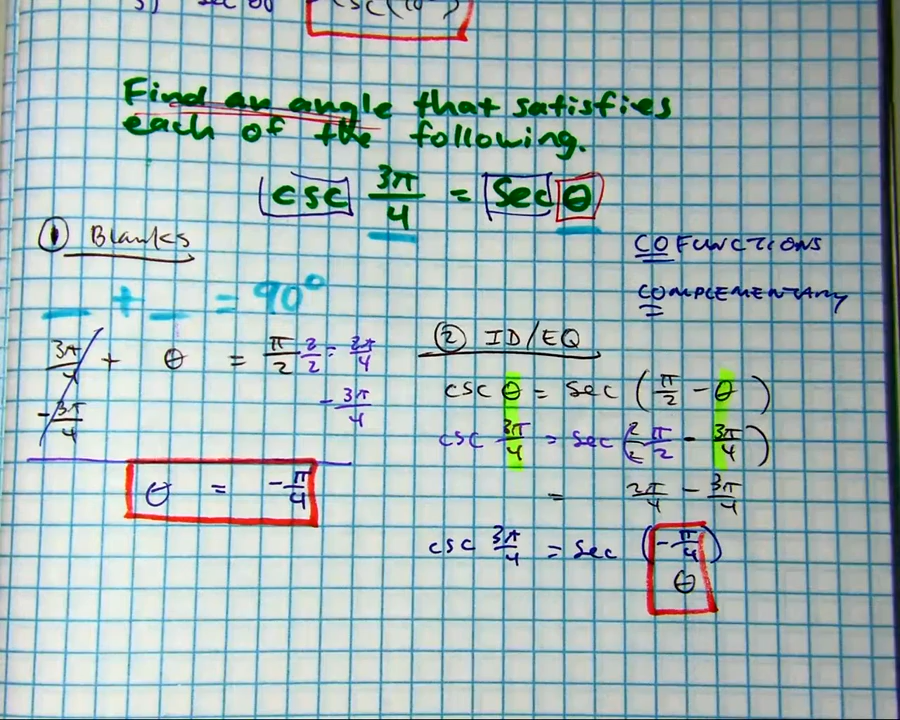 Find an angle that satisfies
each of the following.
csc 3π/4 = sec θ
① Blanks
__ + __ = 90°
3π/4 + θ = π/2 2/2 = 2π/4
-3π/4 - 3π/4
θ = -π/4
COFUNCTIONS
COMPLEMENTARY
② ID/EQ
csc θ = sec (π/2 - θ)
csc 3π/4 = sec (2/2 π/2 - 3π/4)
= 2π/4 - 3π/4
csc 3π/4 = sec (-π/4)
θ